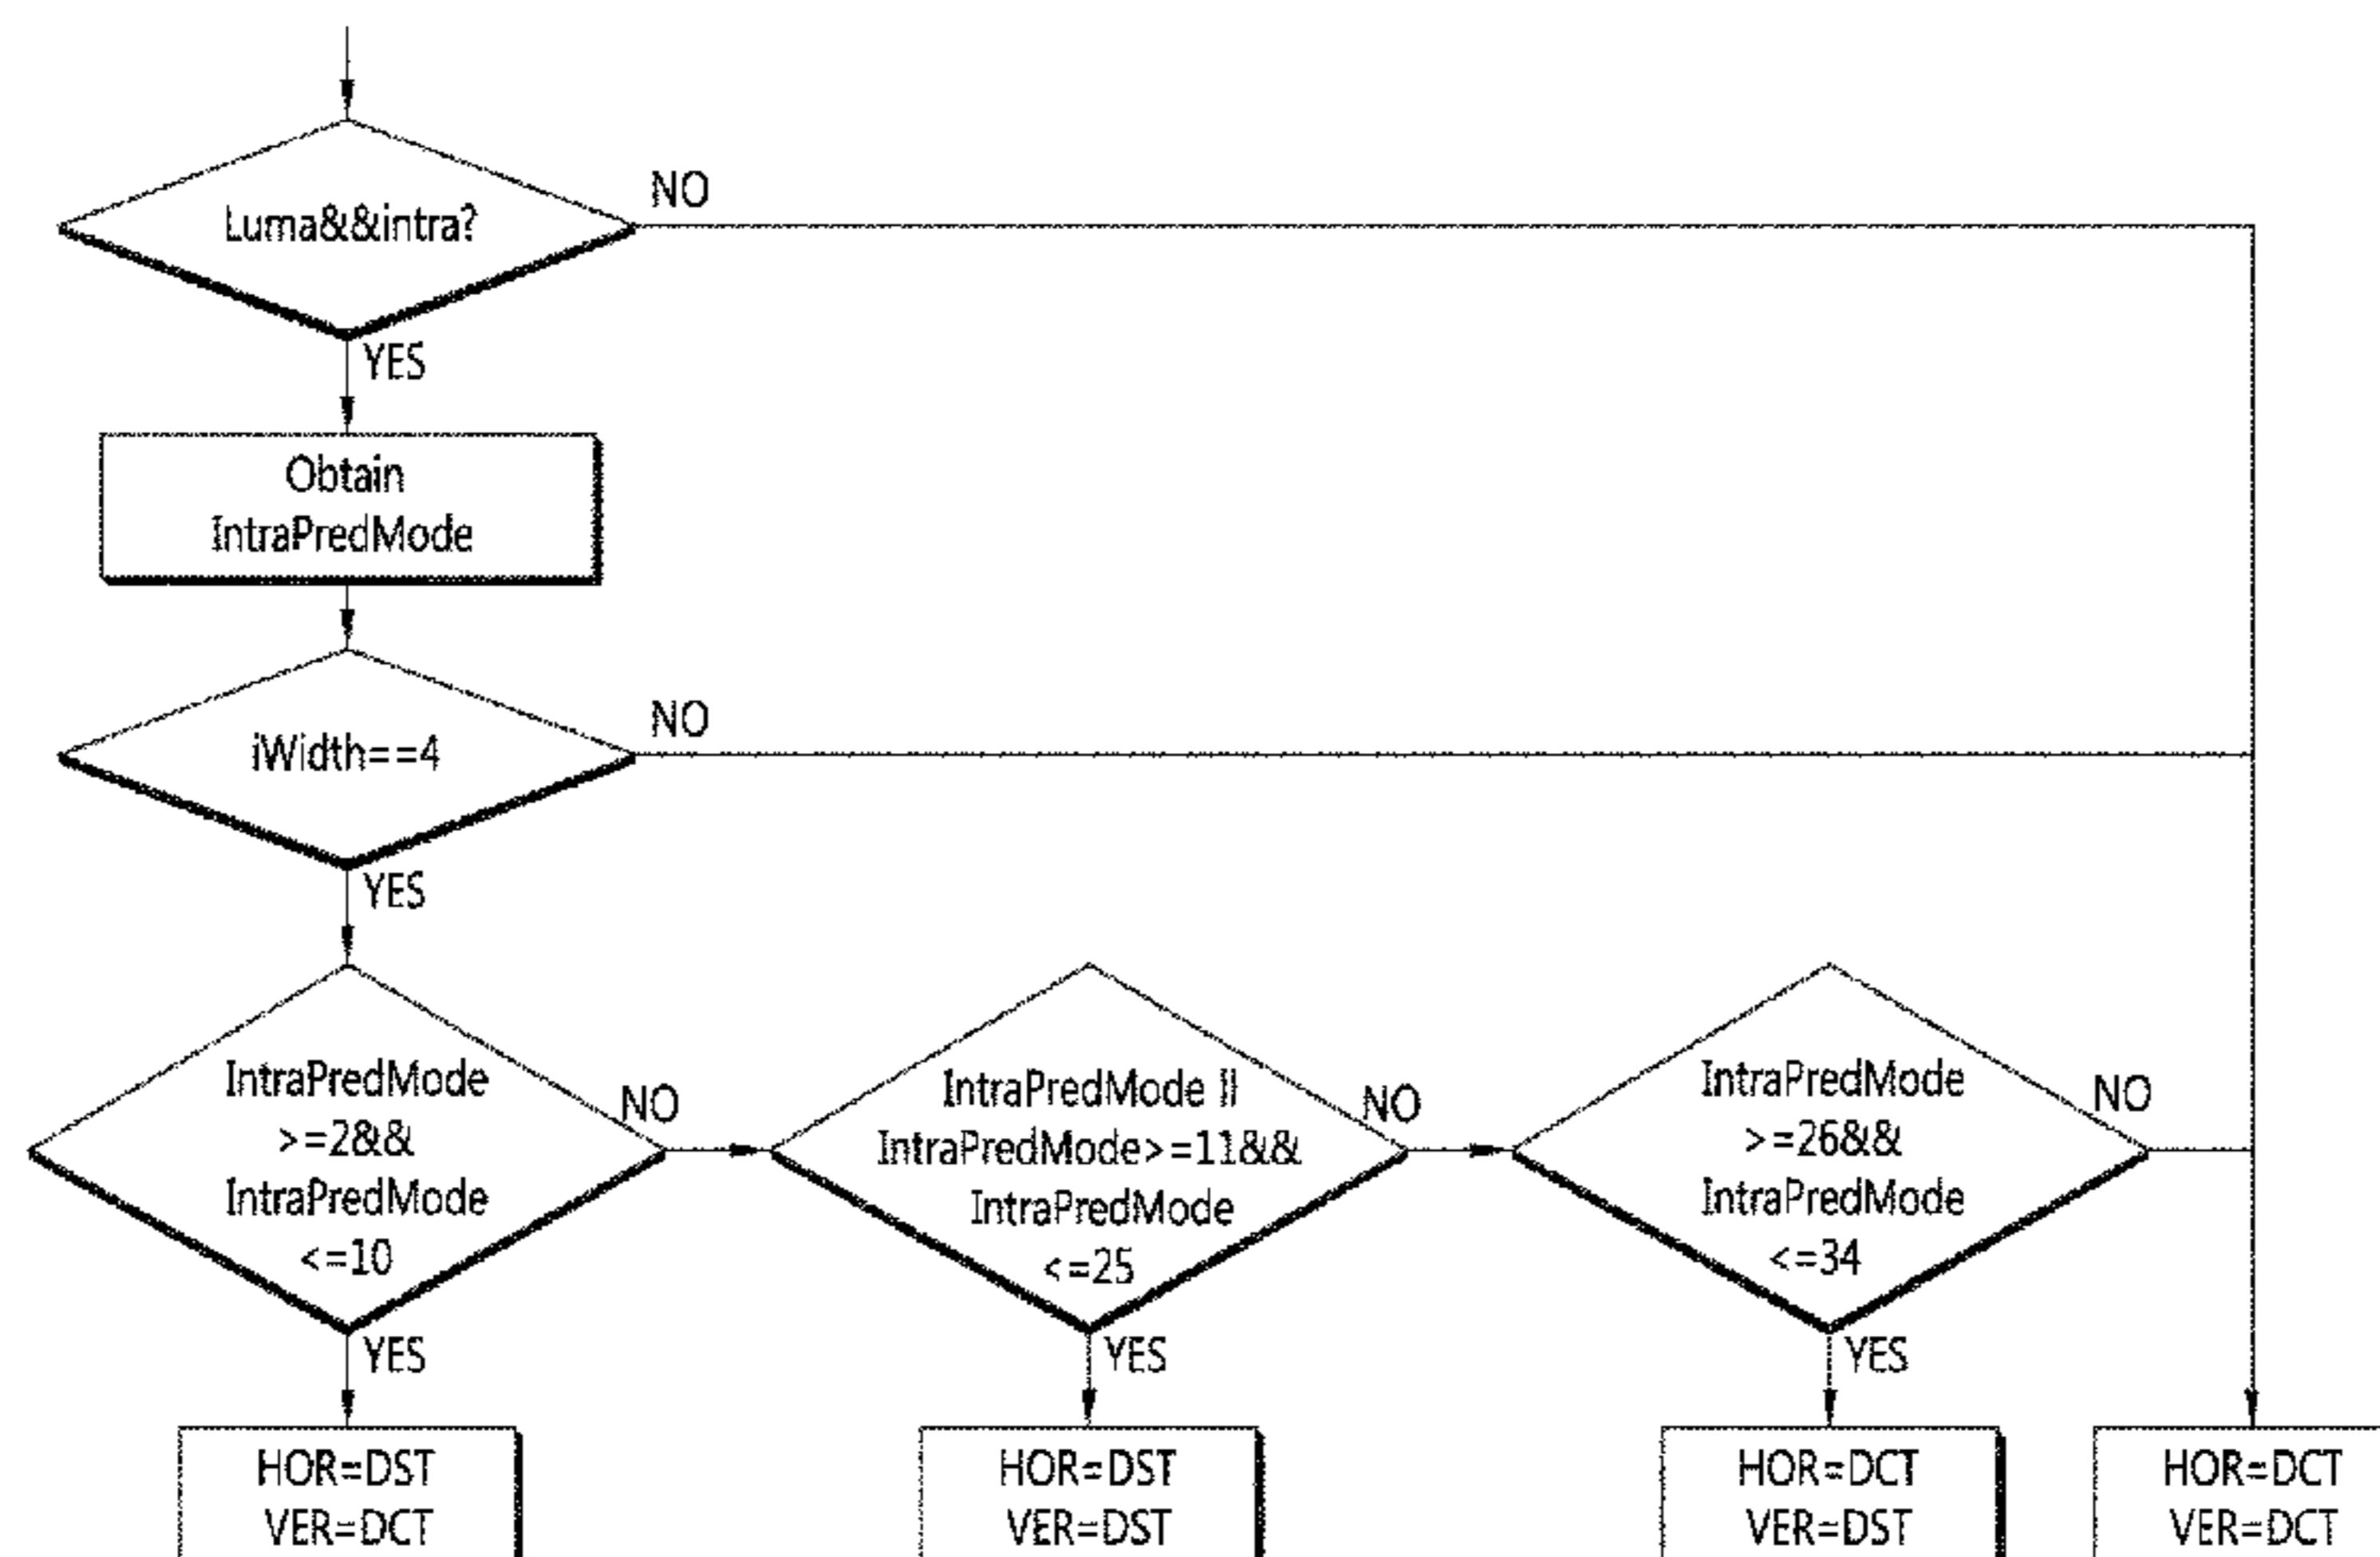 Luma&&intra?
NO
YES
Obtain
IntraPredMode
iWidth==4
NO
YES
IntraPredMode
>=2&&
IntraPredMode
<=10
NO
YES
IntraPredMode ||
IntraPredMode>=11&&
IntraPredMode
<=25
NO
YES
IntraPredMode
>=26&&
IntraPredMode
<=34
NO
YES
HOR=DST
VER=DCT
HOR=DST
VER=DST
HOR=DCT
VER=DST
HOR=DCT
VER=DCT